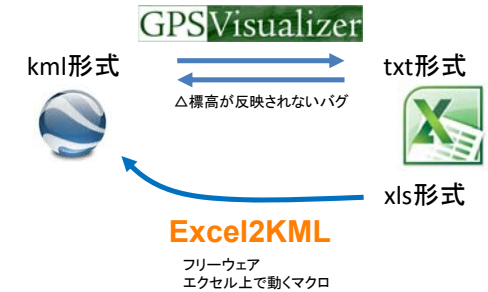 GPSVisualizer
kml形式
txt形式
△標高が反映されないバグ
xls形式
Excel2KML
フリーウェア
エクセル上で動くマクロ